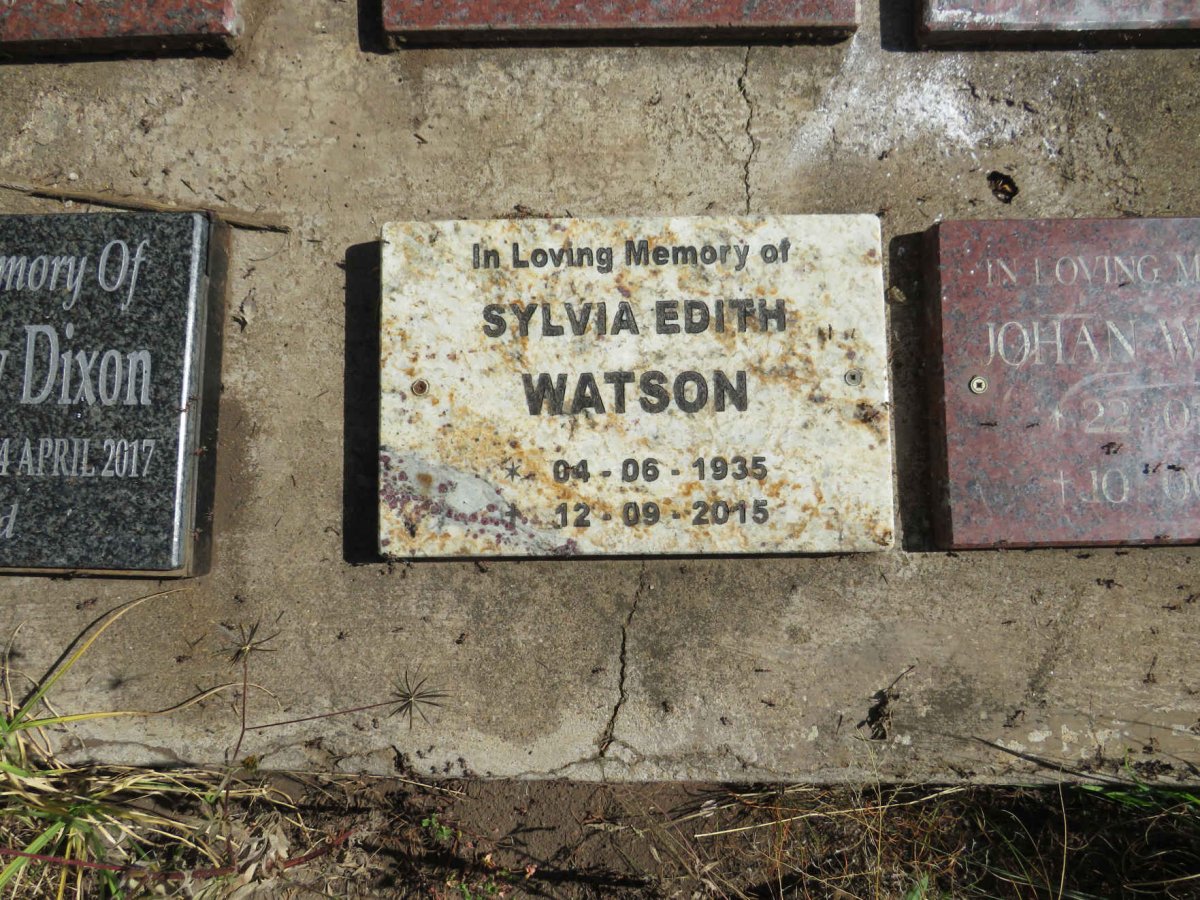 mory Of
Dixon
4 APRIL 2017
In Loving Memory of
SYLVIA EDITH
WATSON
* 04 - 06 - 1935
† 12 - 09 - 2015
IN LOVING M
JOHAN W
22